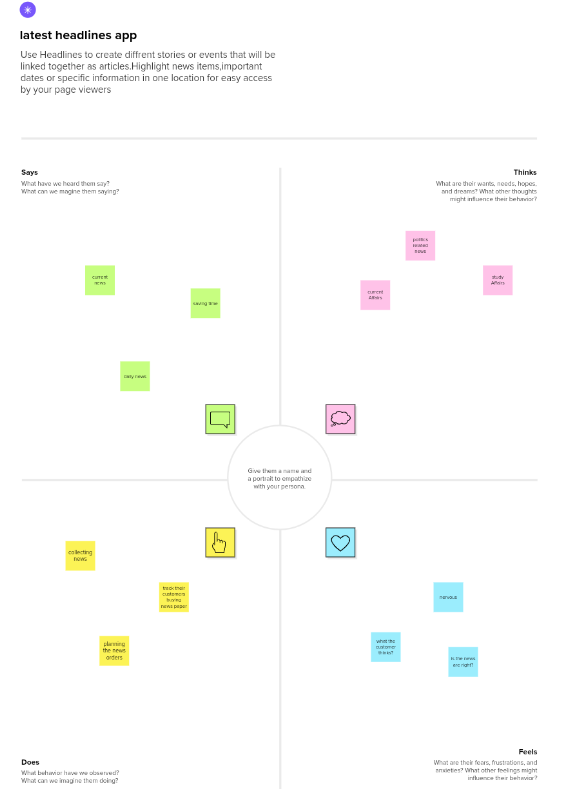 latest headlines app
Use Headlines to create diffrent stories or events that will be
linked together as articles.Highlight news items,important
dates or specific information in one location for easy access
by your page viewers
Says
What have we heard them say?
What can we magine them saying?
Thinks
What are their wants, needs, hopes,
and dreams? What other thoughts
might influence their behavior?
current
news
saving time
daily news
politics
related
news
study
Affairs
current
Affairs
Give them a name and
a portrait to empathize
with your persona.
collecting
news
track their
customers
buying
news paper
planning
the news
orders
nervous
what the
customer
thinks?
is the news
are right?
Does
What behavior have we observed?
What can we imagine them doing?
Feels
What are their fears, frustrations, and
anxieties? What other feelings might
influence their behavior?